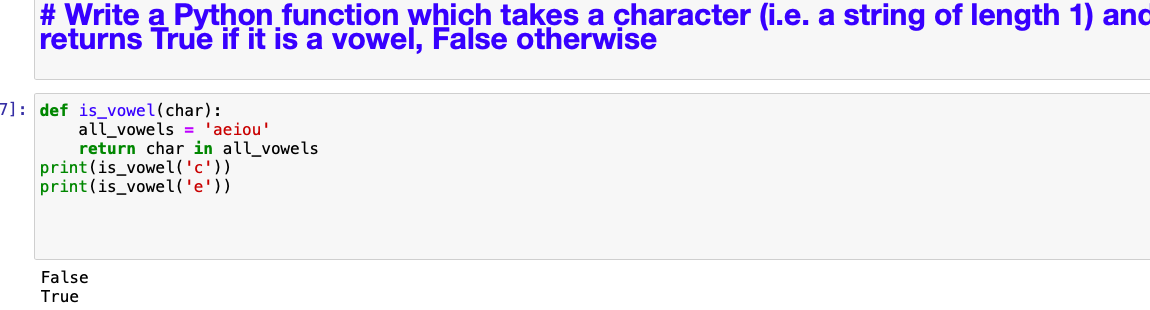 # Write a Python function which takes a character (i.e. a string of length 1) and
returns True if it is a vowel, False otherwise
7]: def is_vowel(char):
    all_vowels = 'aeiou'
    return char in all_vowels
print(is_vowel('c'))
print(is_vowel('e'))
False
True